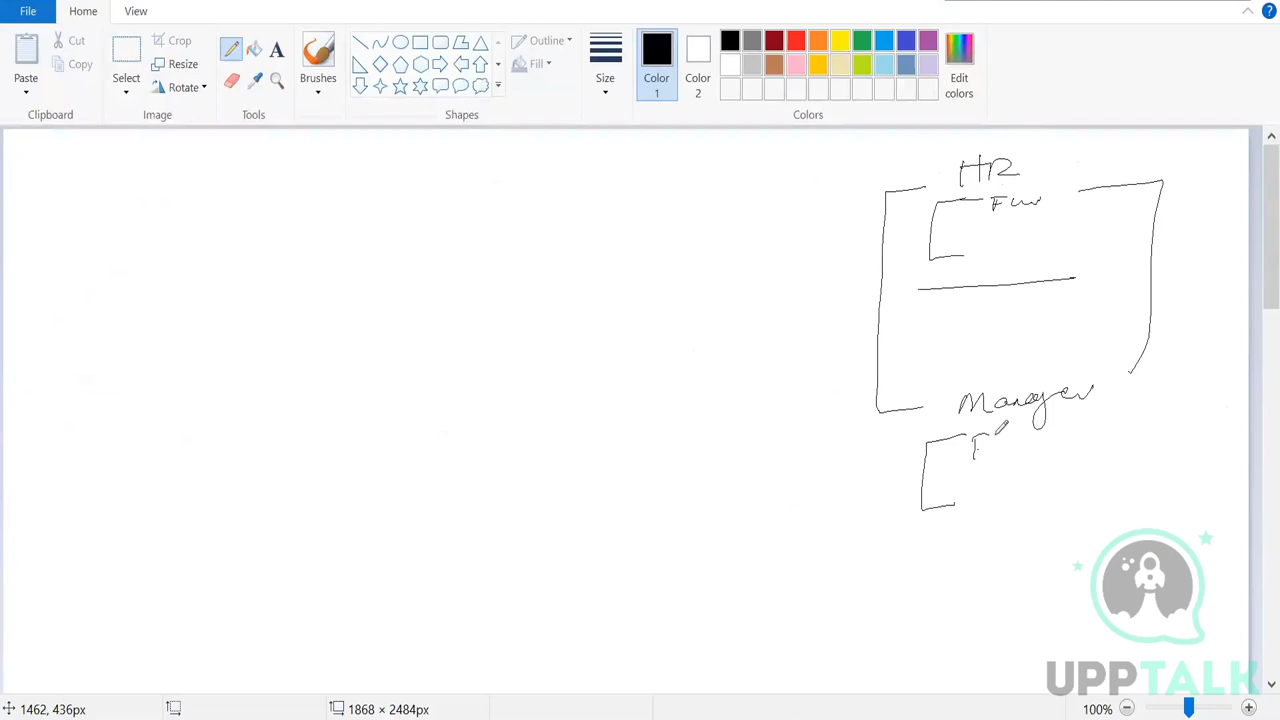 File Home View
Paste Cut Copy Clipboard
Select Crop Resize Rotate Image
Tools
Brushes
Outline Fill Shapes
Size
Color 1
Color 2
Edit colors
Colors
HR
Manager
F
UPPTALK
1462, 436px 1868 × 2484px 100%